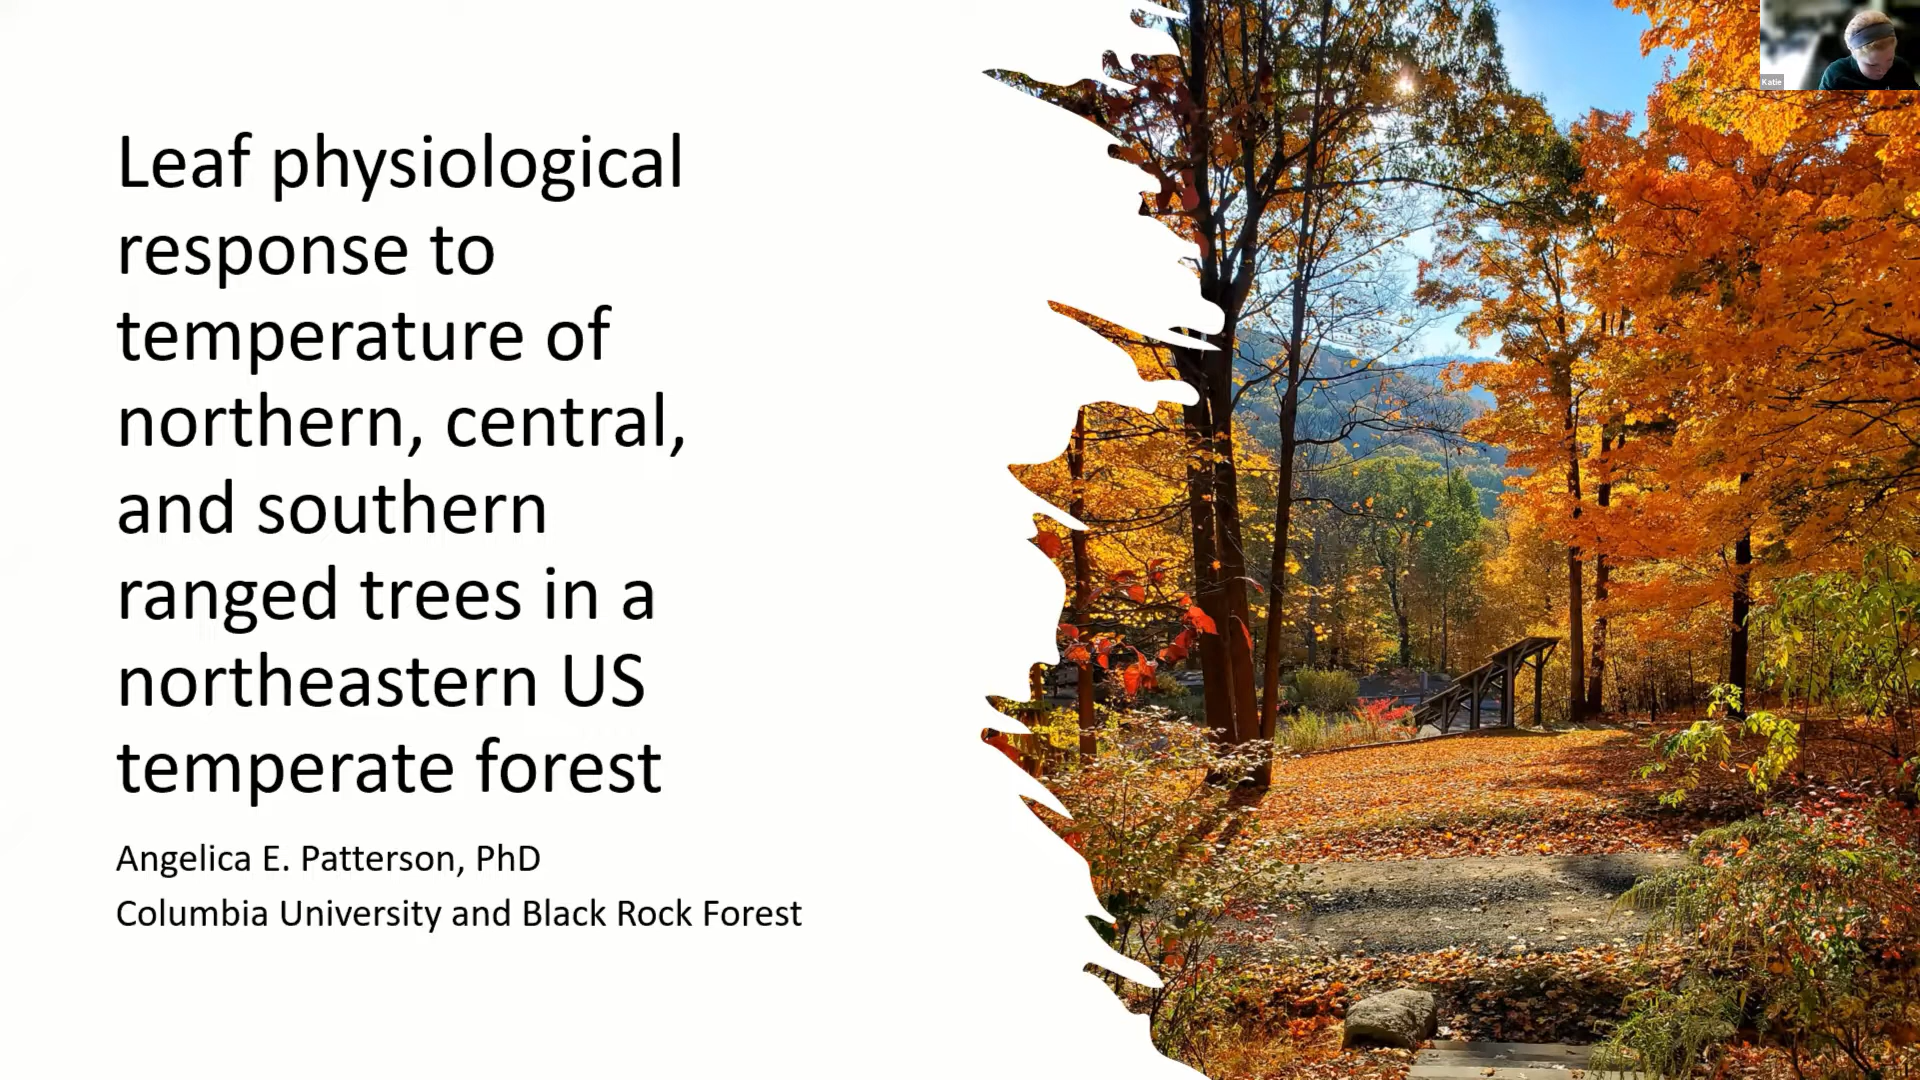 Leaf physiological
response to
temperature of
northern, central,
and southern
ranged trees in a
northeastern US
temperate forest
Angelica E. Patterson, PhD
Columbia University and Black Rock Forest
Katie